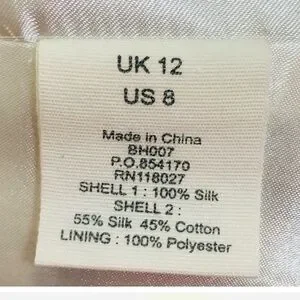 UK 12
US 8
Made in China
BH007
P.O.854170
RN118027
SHELL 1 : 100% Silk
SHELL 2 :
55% Silk 45% Cotton
LINING : 100% Polyester